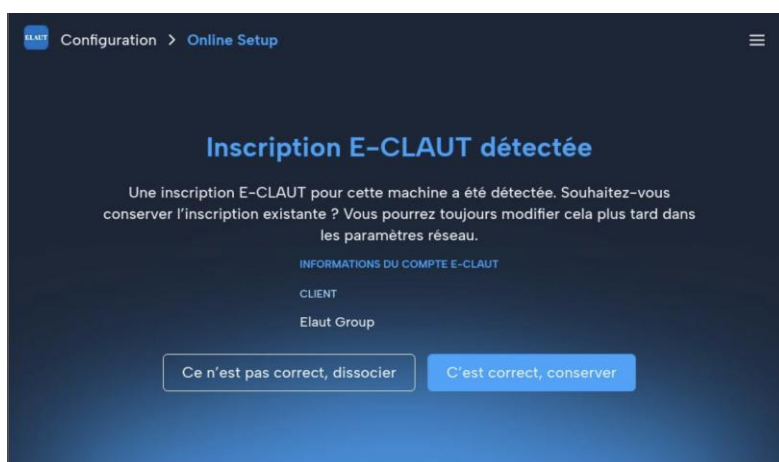 ELAUT
Configuration > Online Setup
Inscription E-CLAUT détectée
Une inscription E-CLAUT pour cette machine a été détectée. Souhaitez-vous
conserver l'inscription existante ? Vous pourrez toujours modifier cela plus tard dans
les paramètres réseau.
INFORMATIONS DU COMPTE E-CLAUT
CLIENT
Elaut Group
Ce n'est pas correct, dissocier
C'est correct, conserver